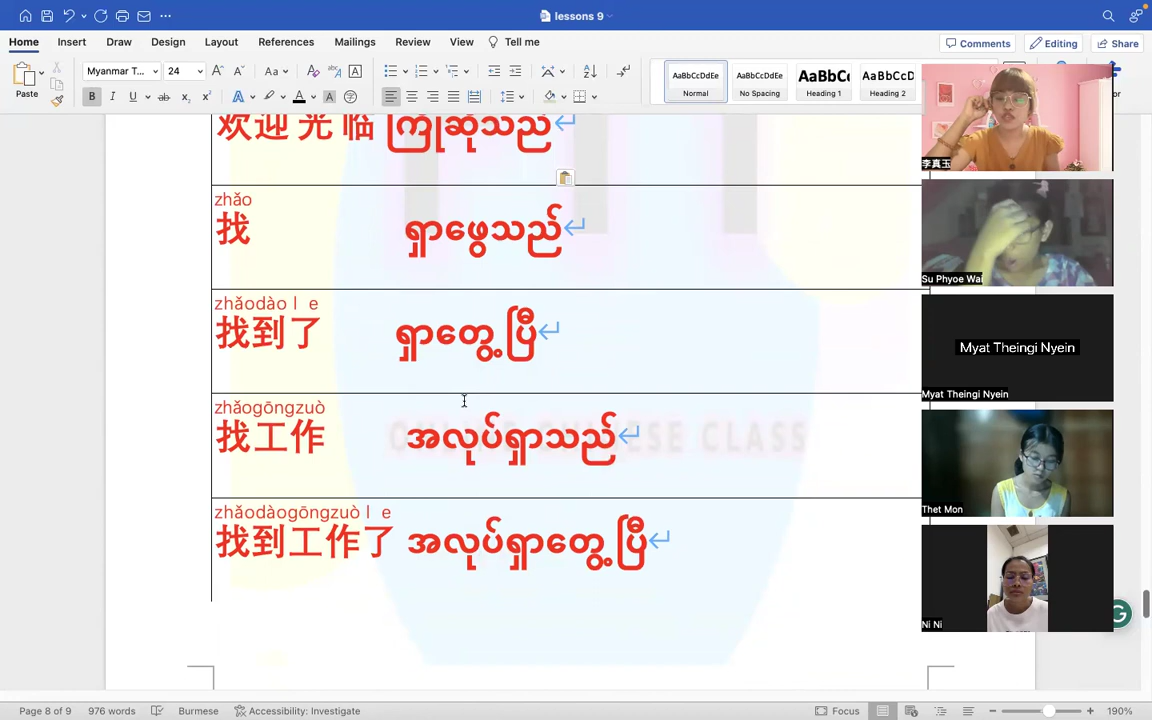 lessons 9
Home Insert Draw Design Layout References Mailings Review View Tell me
Comments Editing Share
Paste
Myanmar T... 24
AaBbCcDdEe Normal
AaBbCcDdEe No Spacing
AaBbC( Heading 1
AaBbCcD Heading 2
欢迎光临 ကြိုဆိုသည်
zhǎo
找 ရှာဖွေသည်
zhǎodào l e
找到了 ရှာတွေ့ပြီ
zhǎogōngzuò
找工作 အလုပ်ရှာသည်
zhǎodàogōngzuò l e
找到工作了 အလုပ်ရှာတွေ့ပြီ
CHINESE CLASS
李真玉
Su Phyoe Wai
Myat Theingi Nyein
Myat Theingi Nyein
Thet Mon
Ni Ni
Page 8 of 9 976 words Burmese Accessibility: Investigate Focus 190%